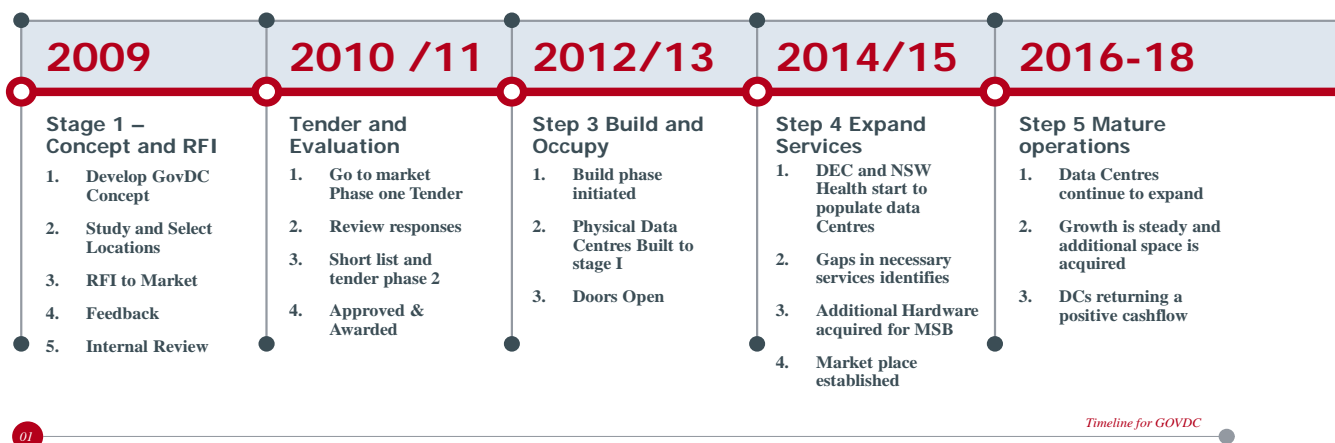 2009
Stage 1 –
Concept and RFI
1. Develop GovDC
Concept
2. Study and Select
Locations
3. RFI to Market
4. Feedback
5. Internal Review
2010 /11
Tender and
Evaluation
1. Go to market
Phase one Tender
2. Review responses
3. Short list and
tender phase 2
4. Approved &
Awarded
2012/13
Step 3 Build and
Occupy
1. Build phase
initiated
2. Physical Data
Centres Built to
stage I
3. Doors Open
2014/15
Step 4 Expand
Services
1. DEC and NSW
Health start to
populate data
Centres
2. Gaps in necessary
services identifies
3. Additional Hardware
acquired for MSB
4. Market place
established
2016-18
Step 5 Mature
operations
1. Data Centres
continue to expand
2. Growth is steady and
additional space is
acquired
3. DCs returning a
positive cashflow
Timeline for GOVDC
01